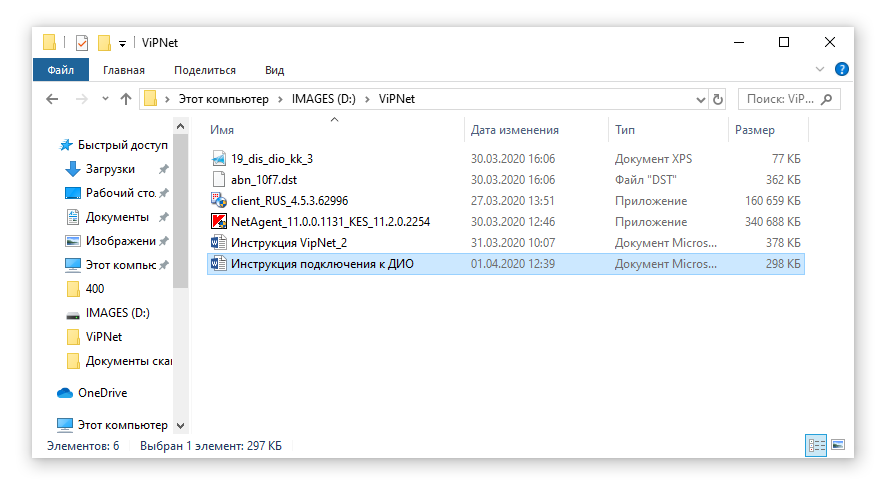 ViPNet
Файл Главная Поделиться Вид
Этот компьютер IMAGES (D:) ViPNet Поиск: ViP...
Имя Дата изменения Тип Размер
Быстрый доступ
Загрузки
Рабочий сто.
Документы
Изображени
Этот компьк
400
IMAGES (D:)
ViPNet
Документы ска
OneDrive
Этот компьютер
19_dis_dio_kk_3 30.03.2020 16:06 Документ XPS 77 КБ
abn_10f7.dst 30.03.2020 16:06 Файл "DST" 362 КБ
client_RUS_4.5.3.62996 27.03.2020 13:51 Приложение 160 659 КБ
NetAgent_11.0.0.1131_KES_11.2.0.2254 30.03.2020 12:46 Приложение 340 688 КБ
Инструкция VipNet_2 31.03.2020 10:07 Документ Micros... 378 КБ
Инструкция подключения к ДИО 01.04.2020 12:39 Документ Micros... 298 КБ
Элементов: 6 Выбран 1 элемент: 297 КБ